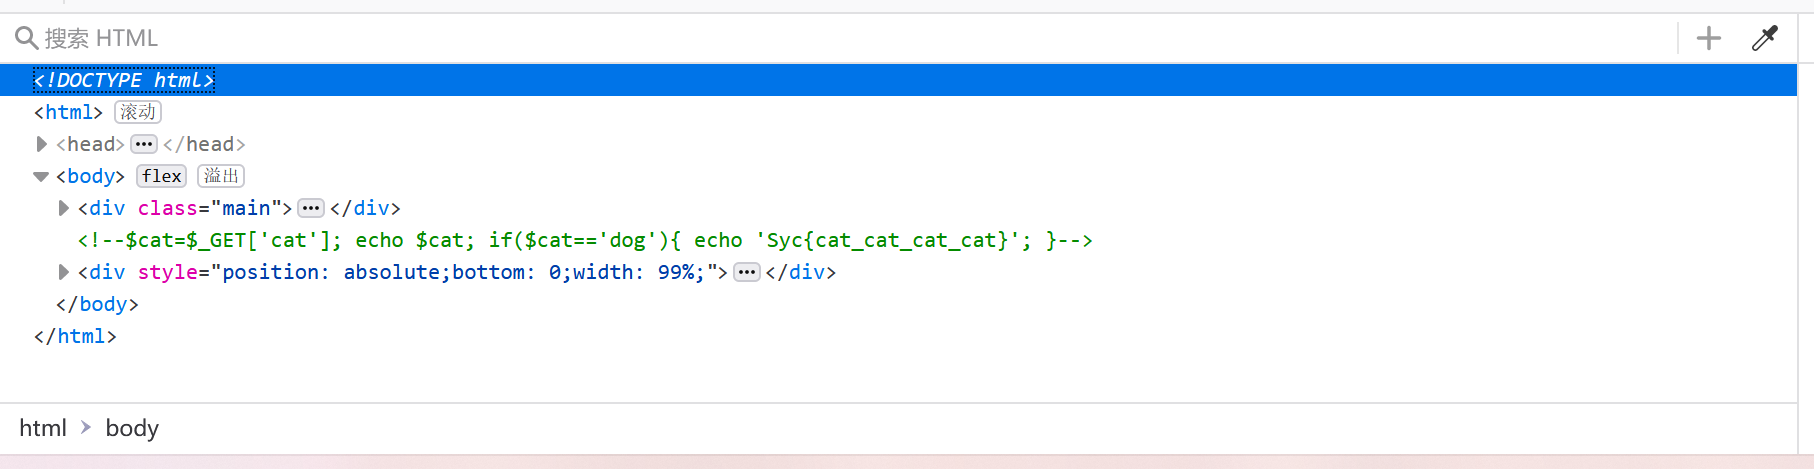 搜索 HTML
<!DOCTYPE html>
<html> 滚动
<head> ••• </head>
<body> flex 溢出
<div class="main"> ••• </div>
<!--$cat=$_GET['cat']; echo $cat; if($cat=='dog'){ echo 'Syc{cat_cat_cat_cat}'; }-->
<div style="position: absolute;bottom: 0;width: 99%;"> ••• </div>
</body>
</html>
html > body